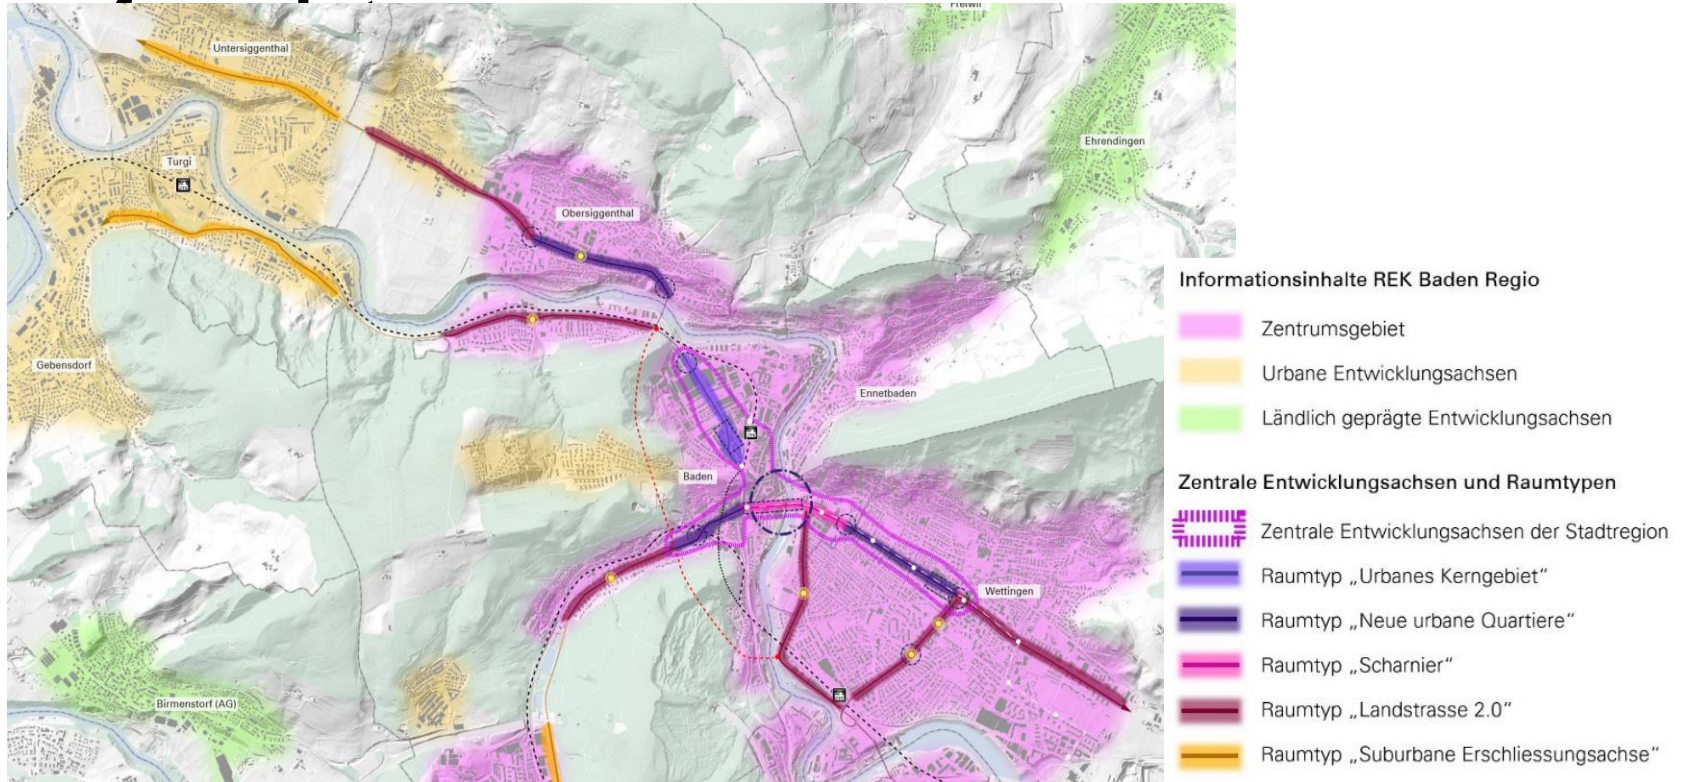 Untersiggenthal
Freiwil
Ehrendingen
Turgi
Obersiggenthal
Gebensdorf
Ennetbaden
Baden
Wettingen
Birmenstorf (AG)
Informationsinhalte REK Baden Regio
Zentrumsgebiet
Urbane Entwicklungsachsen
Ländlich geprägte Entwicklungsachsen
Zentrale Entwicklungsachsen und Raumtypen
Zentrale Entwicklungsachsen der Stadtregion
Raumtyp „Urbanes Kerngebiet“
Raumtyp „Neue urbane Quartiere“
Raumtyp „Scharnier“
Raumtyp „Landstrasse 2.0“
Raumtyp „Suburbane Erschliessungsachse“